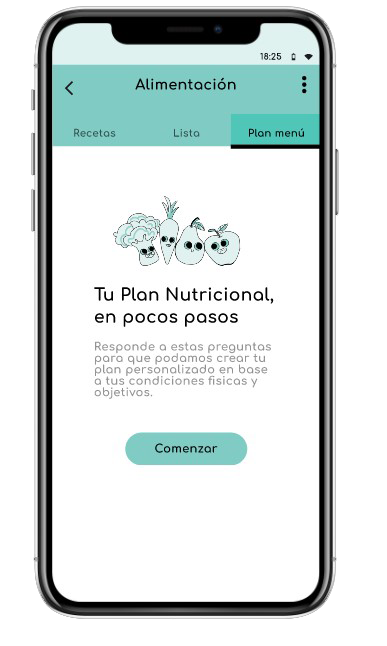 18:25
Alimentación
Recetas Lista Plan menú
Tu Plan Nutricional,
en pocos pasos
Responde a estas preguntas
para que podamos crear tu
plan personalizado en base
a tus condiciones fisicas y
objetivos.
Comenzar